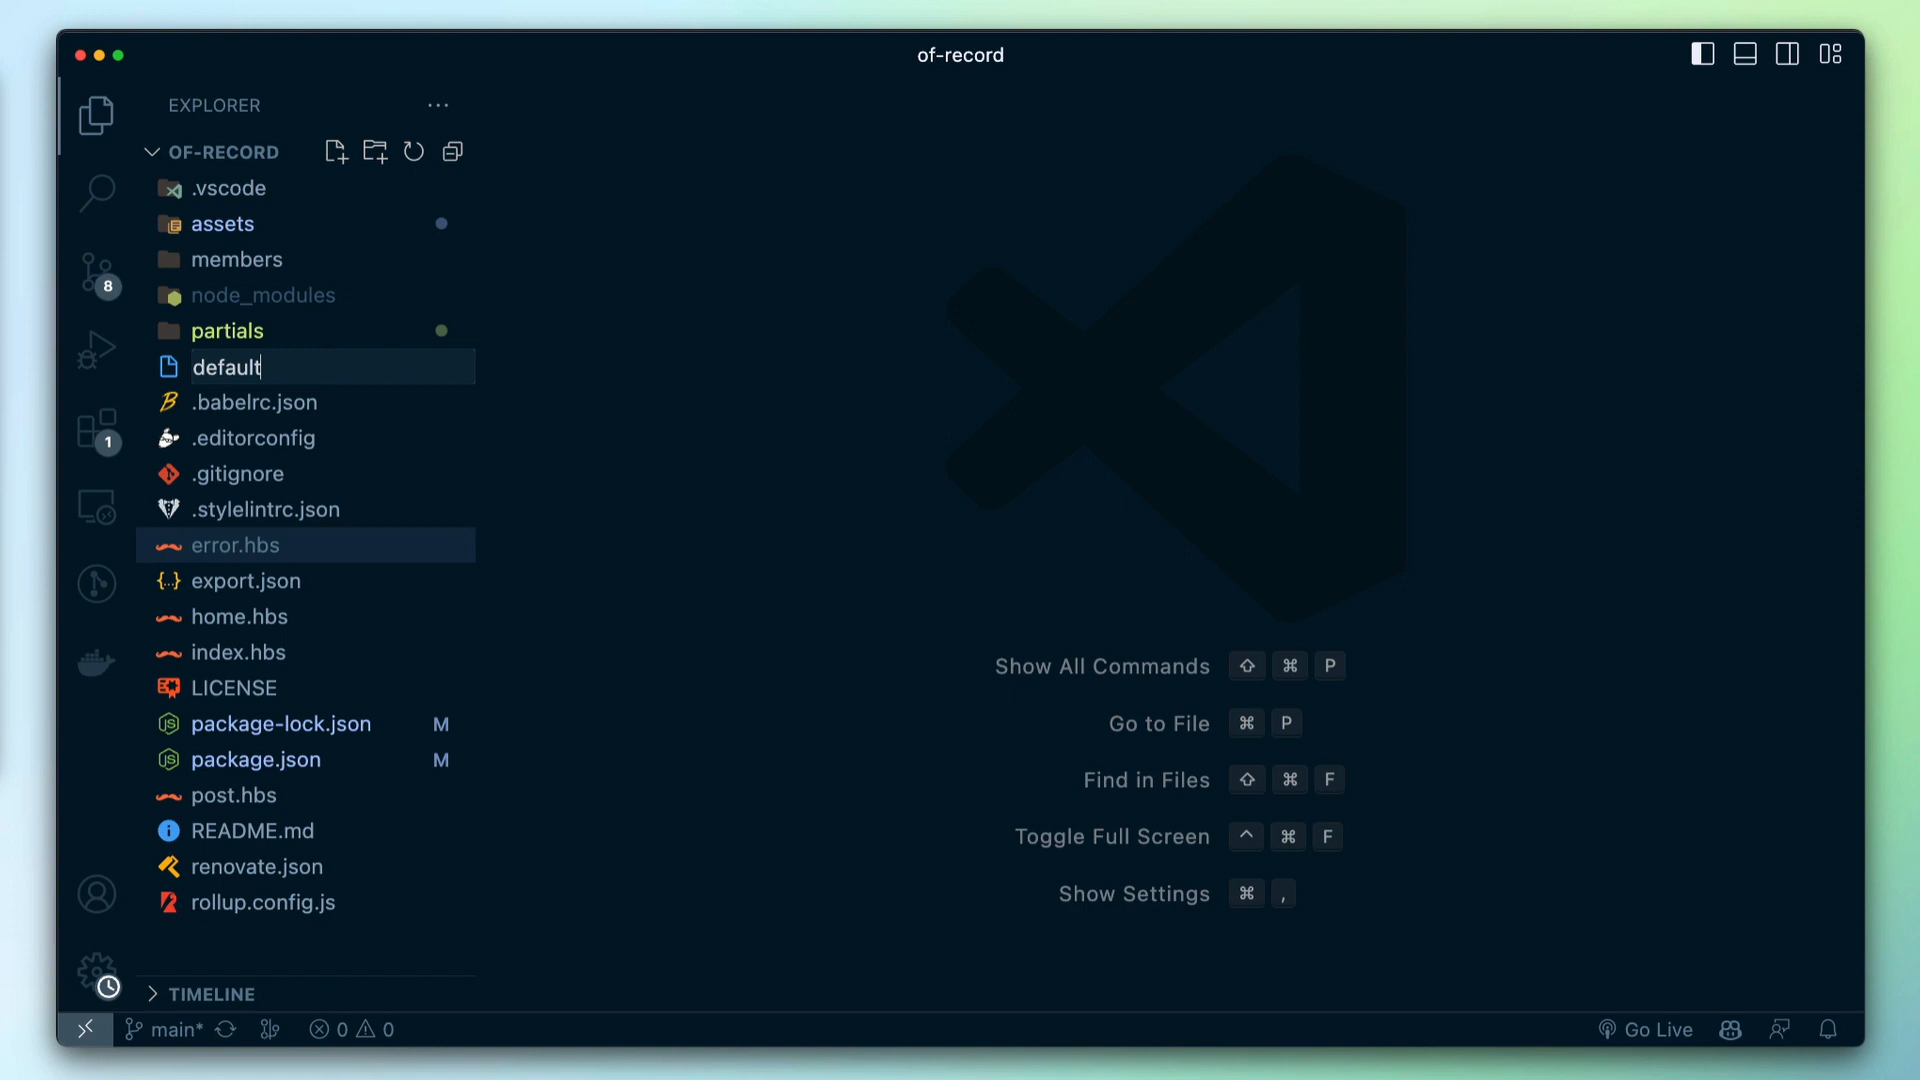 of-record
EXPLORER
OF-RECORD
.vscode
assets
members
node_modules
partials
default
.babelrc.json
.editorconfig
.gitignore
.stylelintrc.json
error.hbs
export.json
home.hbs
index.hbs
LICENSE
package-lock.json M
package.json M
post.hbs
README.md
renovate.json
rollup.config.js
TIMELINE
8
1
Show All Commands ⇧ ⌘ P
Go to File ⌘ P
Find in Files ⇧ ⌘ F
Toggle Full Screen ^ ⌘ F
Show Settings ⌘ ,
main* 0 0 Go Live